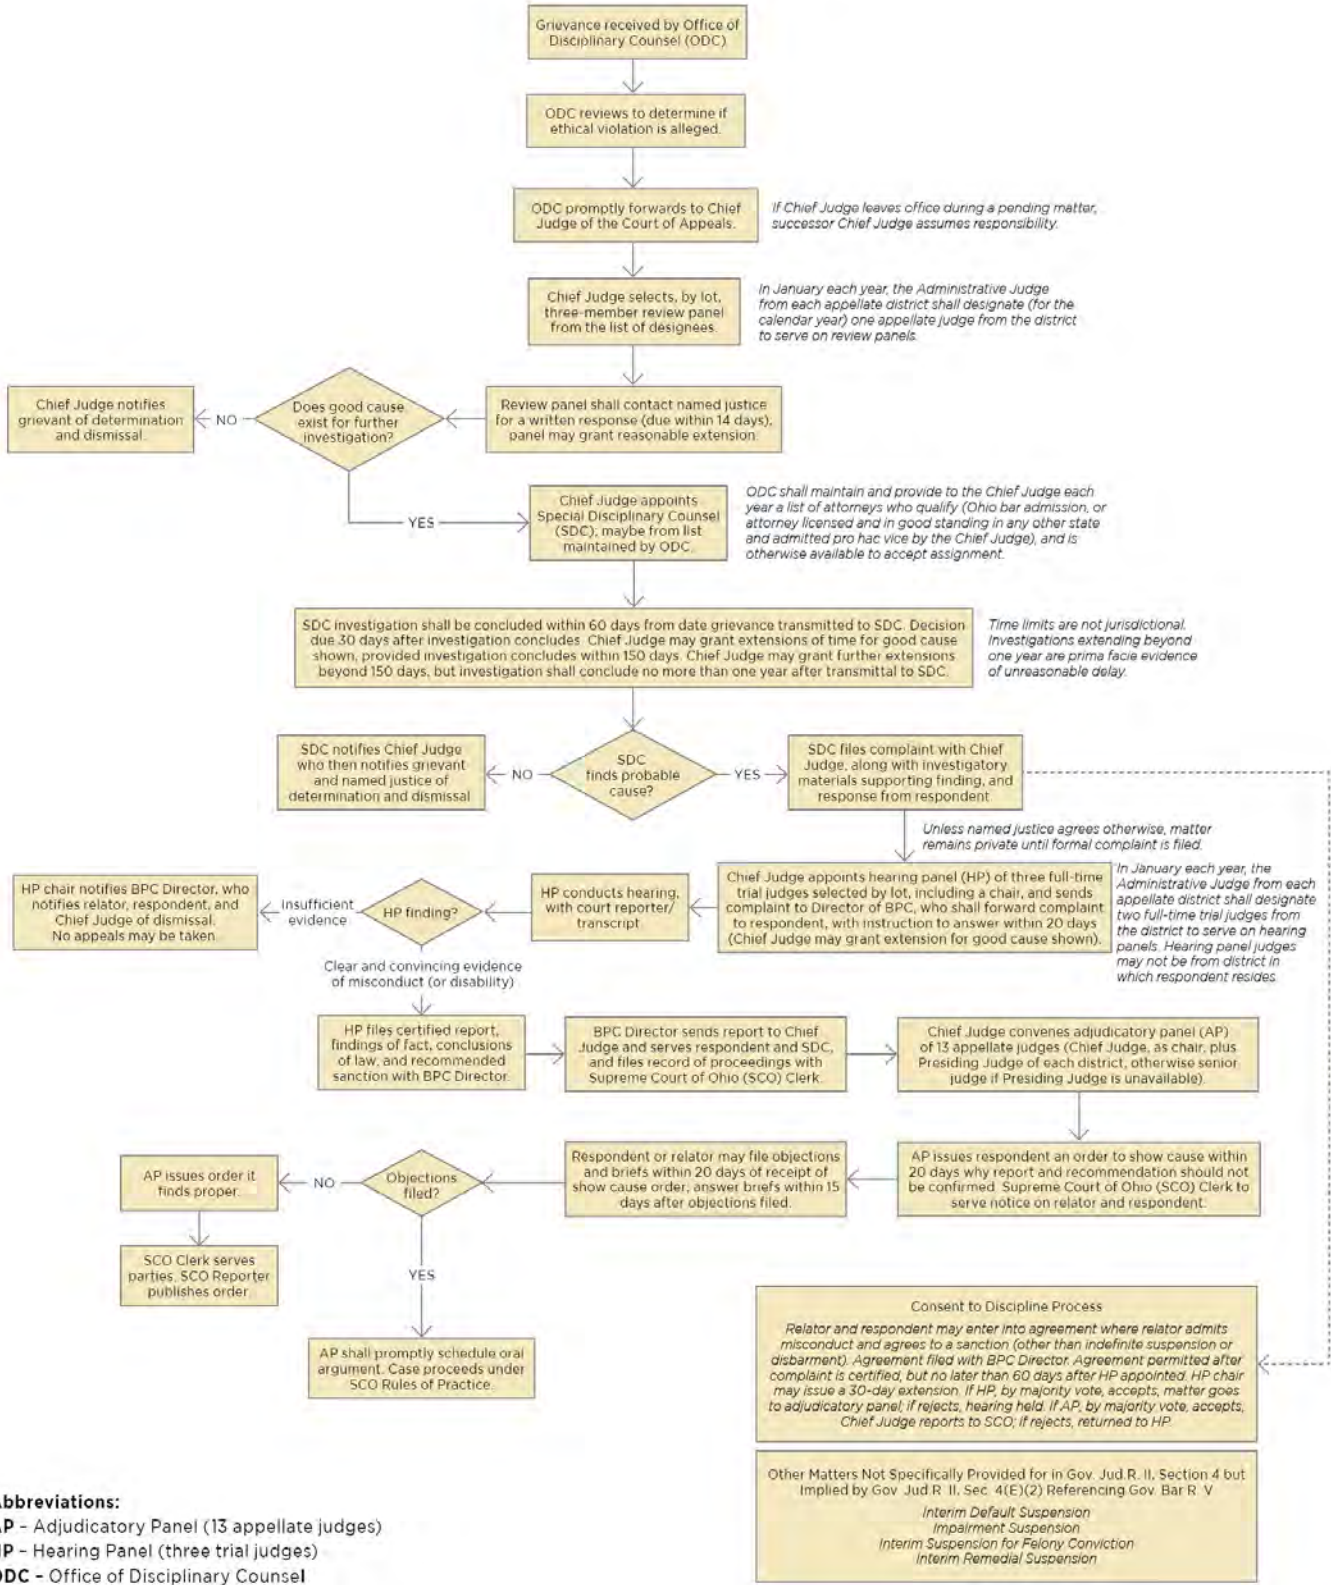 Grievance received by Office of
Disciplinary Counsel (ODC)
ODC reviews to determine if
ethical violation is alleged.
ODC promptly forwards to Chief
Judge of the Court of Appeals.
If Chief Judge leaves office during a pending matter,
successor Chief Judge assumes responsibility.
Chief Judge selects, by lot,
three-member review panel
from the list of designees.
In January each year, the Administrative Judge
from each appellate district shall designate (for the
calendar year) one appellate judge from the district
to serve on review panels.
Review panel shall contact named justice
for a written response (due within 14 days);
panel may grant reasonable extension.
Does good cause
exist for further
investigation?
NO
Chief Judge notifies
grievant of determination
and dismissal.
YES
Chief Judge appoints
Special Disciplinary Counsel
(SDC); maybe from list
maintained by ODC.
ODC shall maintain and provide to the Chief Judge each
year a list of attorneys who qualify (Ohio bar admission, or
attorney licensed and in good standing in any other state
and admitted pro hac vice by the Chief Judge), and is
otherwise available to accept assignment.
SDC investigation shall be concluded within 60 days from date grievance transmitted to SDC. Decision
due 30 days after investigation concludes. Chief Judge may grant extensions of time for good cause
shown, provided investigation concludes within 150 days. Chief Judge may grant further extensions
beyond 150 days, but investigation shall conclude no more than one year after transmittal to SDC.
Time limits are not jurisdictional.
Investigations extending beyond
one year are prima facie evidence
of unreasonable delay.
SDC
finds probable
cause?
NO
SDC notifies Chief Judge
who then notifies grievant
and named justice of
determination and dismissal
YES
SDC files complaint with Chief
Judge, along with investigatory
materials supporting finding, and
response from respondent
Unless named justice agrees otherwise, matter
remains private until formal complaint is filed.
Chief Judge appoints hearing panel (HP) of three full-time
trial judges selected by lot, including a chair, and sends
complaint to Director of BPC, who shall forward complaint
to respondent, with instruction to answer within 20 days
(Chief Judge may grant extension for good cause shown).
In January each year, the
Administrative Judge from each
appellate district shall designate
two full-time trial judges from
the district to serve on hearing
panels. Hearing panel judges
may not be from district in
which respondent resides.
HP conducts hearing,
with court reporter/
transcript.
HP finding?
Insufficient
evidence
HP chair notifies BPC Director, who
notifies relator, respondent, and
Chief Judge of dismissal.
No appeals may be taken.
Clear and convincing evidence
of misconduct (or disability)
HP files certified report,
findings of fact, conclusions
of law, and recommended
sanction with BPC Director.
BPC Director sends report to Chief
Judge and serves respondent and SDC,
and files record of proceedings with
Supreme Court of Ohio (SCO) Clerk.
Chief Judge convenes adjudicatory panel (AP)
of 13 appellate judges (Chief Judge, as chair, plus
Presiding Judge of each district, otherwise senior
judge if Presiding Judge is unavailable).
AP issues respondent an order to show cause within
20 days why report and recommendation should not
be confirmed. Supreme Court of Ohio (SCO) Clerk to
serve notice on relator and respondent.
Respondent or relator may file objections
and briefs within 20 days of receipt of
show cause order; answer briefs within 15
days after objections filed.
Objections
filed?
NO
AP issues order it
finds proper.
SCO Clerk serves
parties. SCO Reporter
publishes order.
YES
AP shall promptly schedule oral
argument. Case proceeds under
SCO Rules of Practice.
Consent to Discipline Process
Relator and respondent may enter into agreement where relator admits
misconduct and agrees to a sanction (other than indefinite suspension or
disbarment). Agreement filed with BPC Director. Agreement permitted after
complaint is certified, but no later than 60 days after HP appointed. HP chair
may issue a 30-day extension. If HP, by majority vote, accepts, matter goes
to adjudicatory panel; if rejects, hearing held. If AP, by majority vote, accepts,
Chief Judge reports to SCO; if rejects, returned to HP.
Other Matters Not Specifically Provided for in Gov. Jud.R. II, Section 4 but
Implied by Gov. Jud.R. II, Sec. 4(E)(2) Referencing Gov. Bar R. V
Interim Default Suspension
Impairment Suspension
Interim Suspension for Felony Conviction
Interim Remedial Suspension
Abbreviations:
AP – Adjudicatory Panel (13 appellate judges)
HP – Hearing Panel (three trial judges)
ODC – Office of Disciplinary Counsel